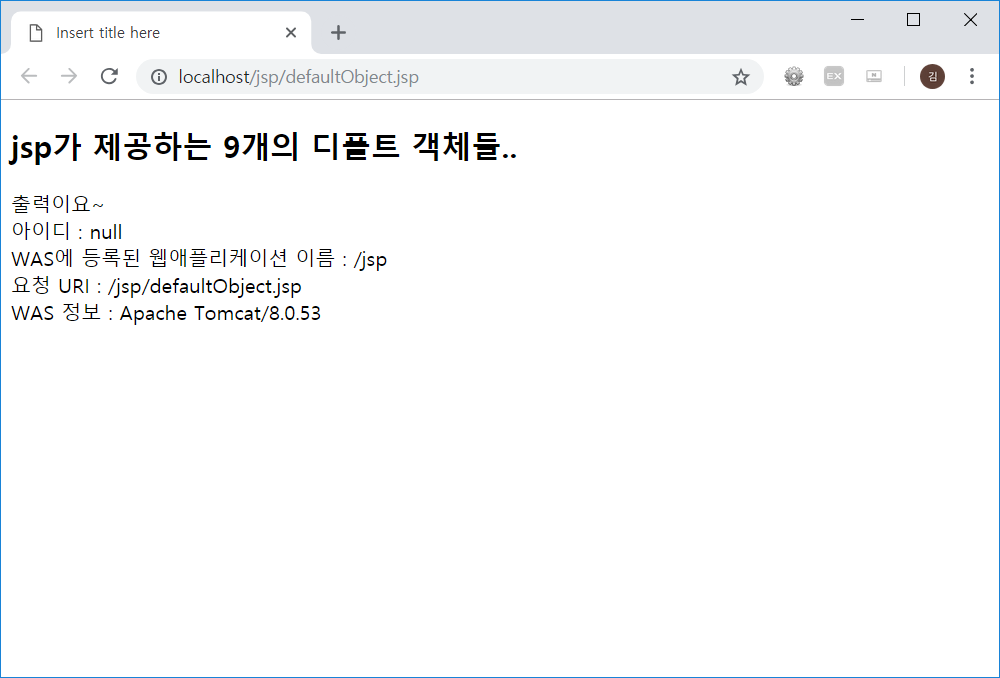 Insert title here
localhost/jsp/defaultObject.jsp
EX
김
jsp가 제공하는 9개의 디폴트 객체들..
출력이요~
아이디 : null
WAS에 등록된 웹애플리케이션 이름 : /jsp
요청 URI : /jsp/defaultObject.jsp
WAS 정보 : Apache Tomcat/8.0.53